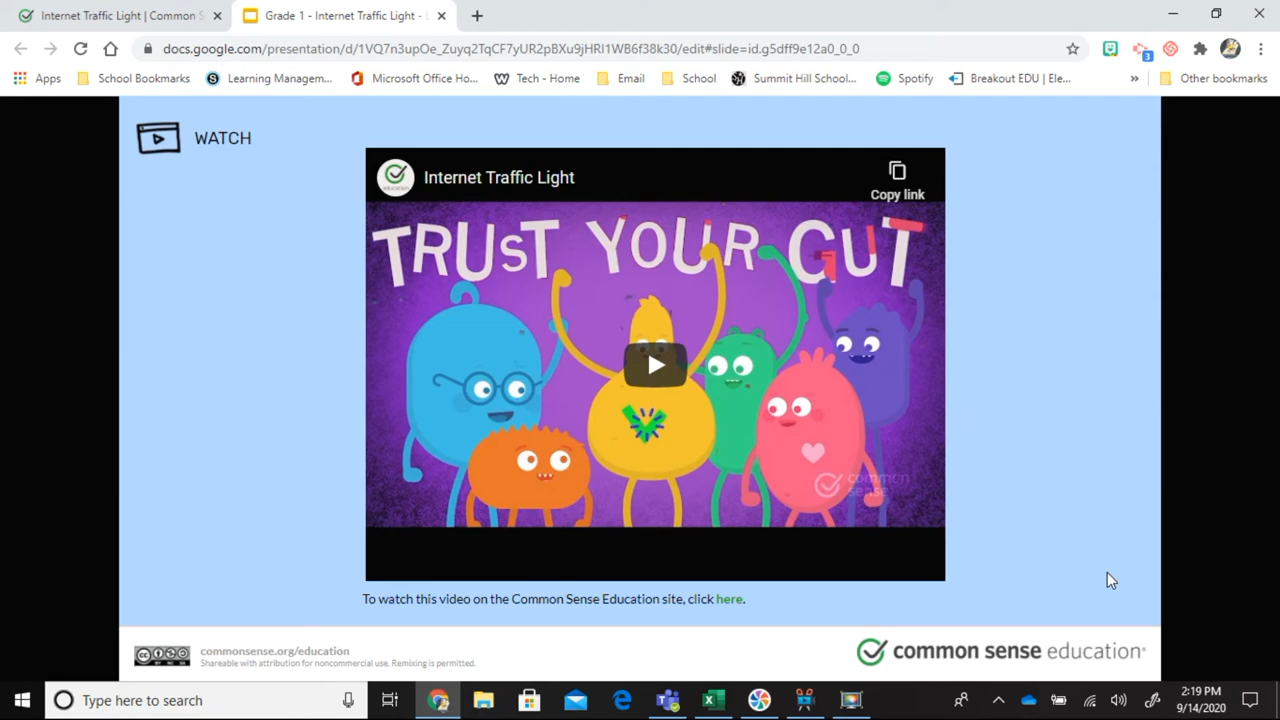 Internet Traffic Light | Common S
Grade 1 - Internet Traffic Light -
docs.google.com/presentation/d/1VQ7n3upOe_Zuyq2TqCF7yUR2pBXu9jHRI1WB6f38k30/edit#slide=id.g5dff9e12a0_0_0
3
Apps School Bookmarks Learning Managem... Microsoft Office Ho... Tech - Home Email School Summit Hill School... Spotify Breakout EDU | Ele... » Other bookmarks
WATCH
Internet Traffic Light
Copy link
TRUST YOUR GUT
common
sense
To watch this video on the Common Sense Education site, click here.
commonsense.org/education
Shareable with attribution for noncommercial use. Remixing is permitted.
common sense education®
Type here to search
2:19 PM
9/14/2020